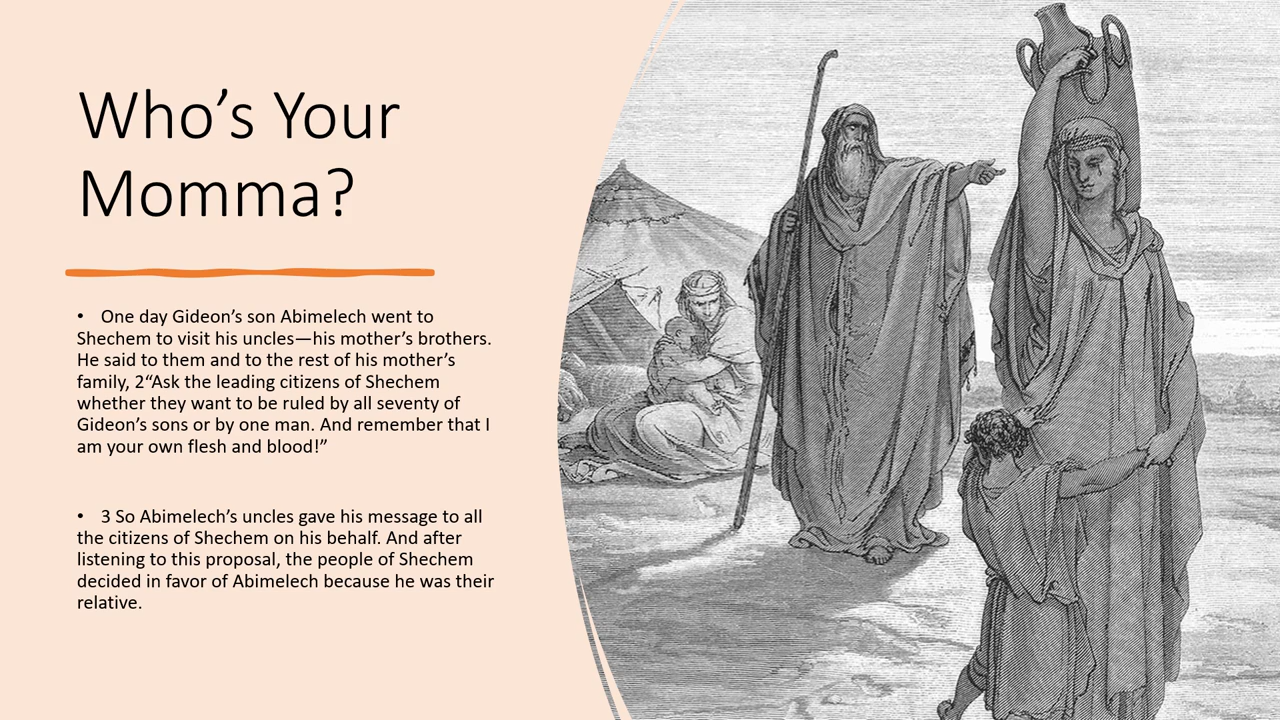 Who’s Your
Momma?
• One day Gideon’s son Abimelech went to
Shechem to visit his uncles—his mother’s brothers.
He said to them and to the rest of his mother’s
family, 2“Ask the leading citizens of Shechem
whether they want to be ruled by all seventy of
Gideon’s sons or by one man. And remember that I
am your own flesh and blood!”
• 3 So Abimelech’s uncles gave his message to all
the citizens of Shechem on his behalf. And after
listening to this proposal, the people of Shechem
decided in favor of Abimelech because he was their
relative.